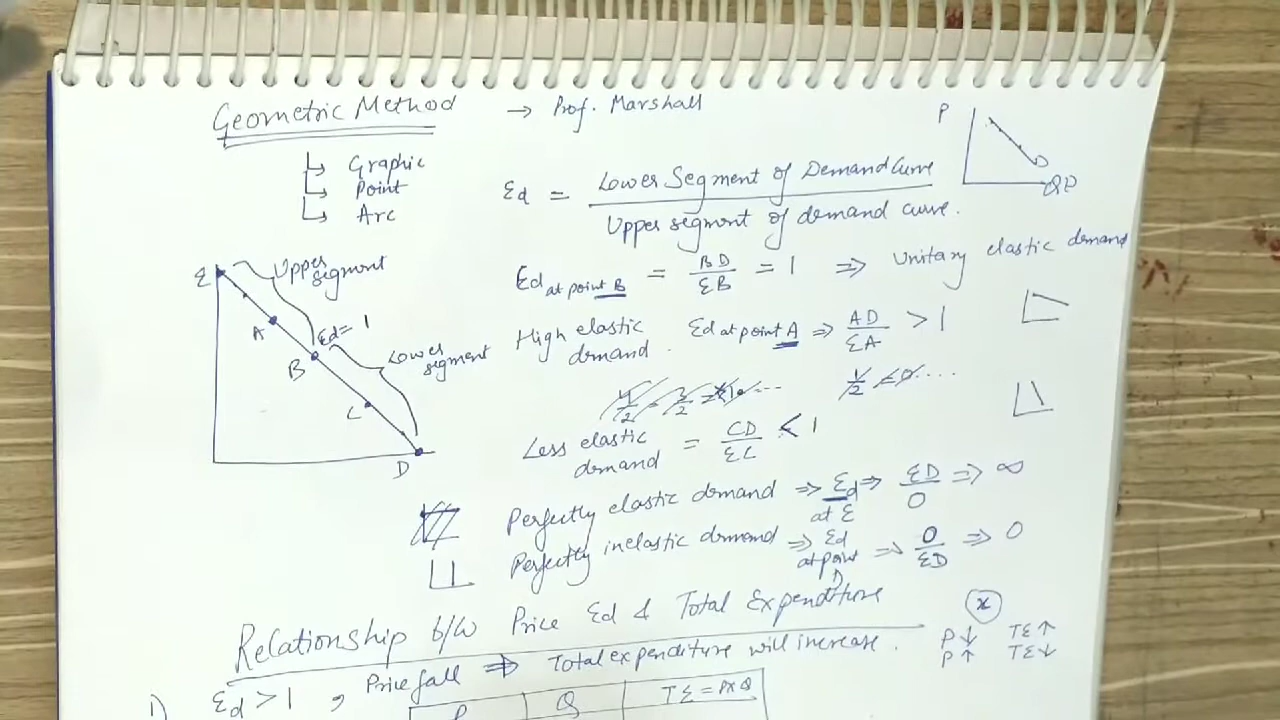 Geometric Method → Prof. Marshall
↳ Graphic
↳ Point
↳ Arc
Ed = Lower Segment of Demand Curve / Upper segment of demand curve.
P
D
QD
E
Upper segment
A
Ed = 1
B
Lower segment
C
D
Ed at point B = BD / EB = 1 ⇒ Unitary elastic demand
High elastic demand. Ed at point A ⇒ AD / EA > 1
Less elastic demand = CD / EC < 1
Perfectly elastic demand ⇒ Ed at E ⇒ ED / 0 ⇒ ∞
Perfectly inelastic demand ⇒ Ed at point D ⇒ 0 / ED ⇒ 0
Relationship b/w Price Ed & Total Expenditure
1) Ed > 1 , Price fall ⇒ Total expenditure will increase.
P↓ TE↑
P↑ TE↓
P Q TE = P×Q